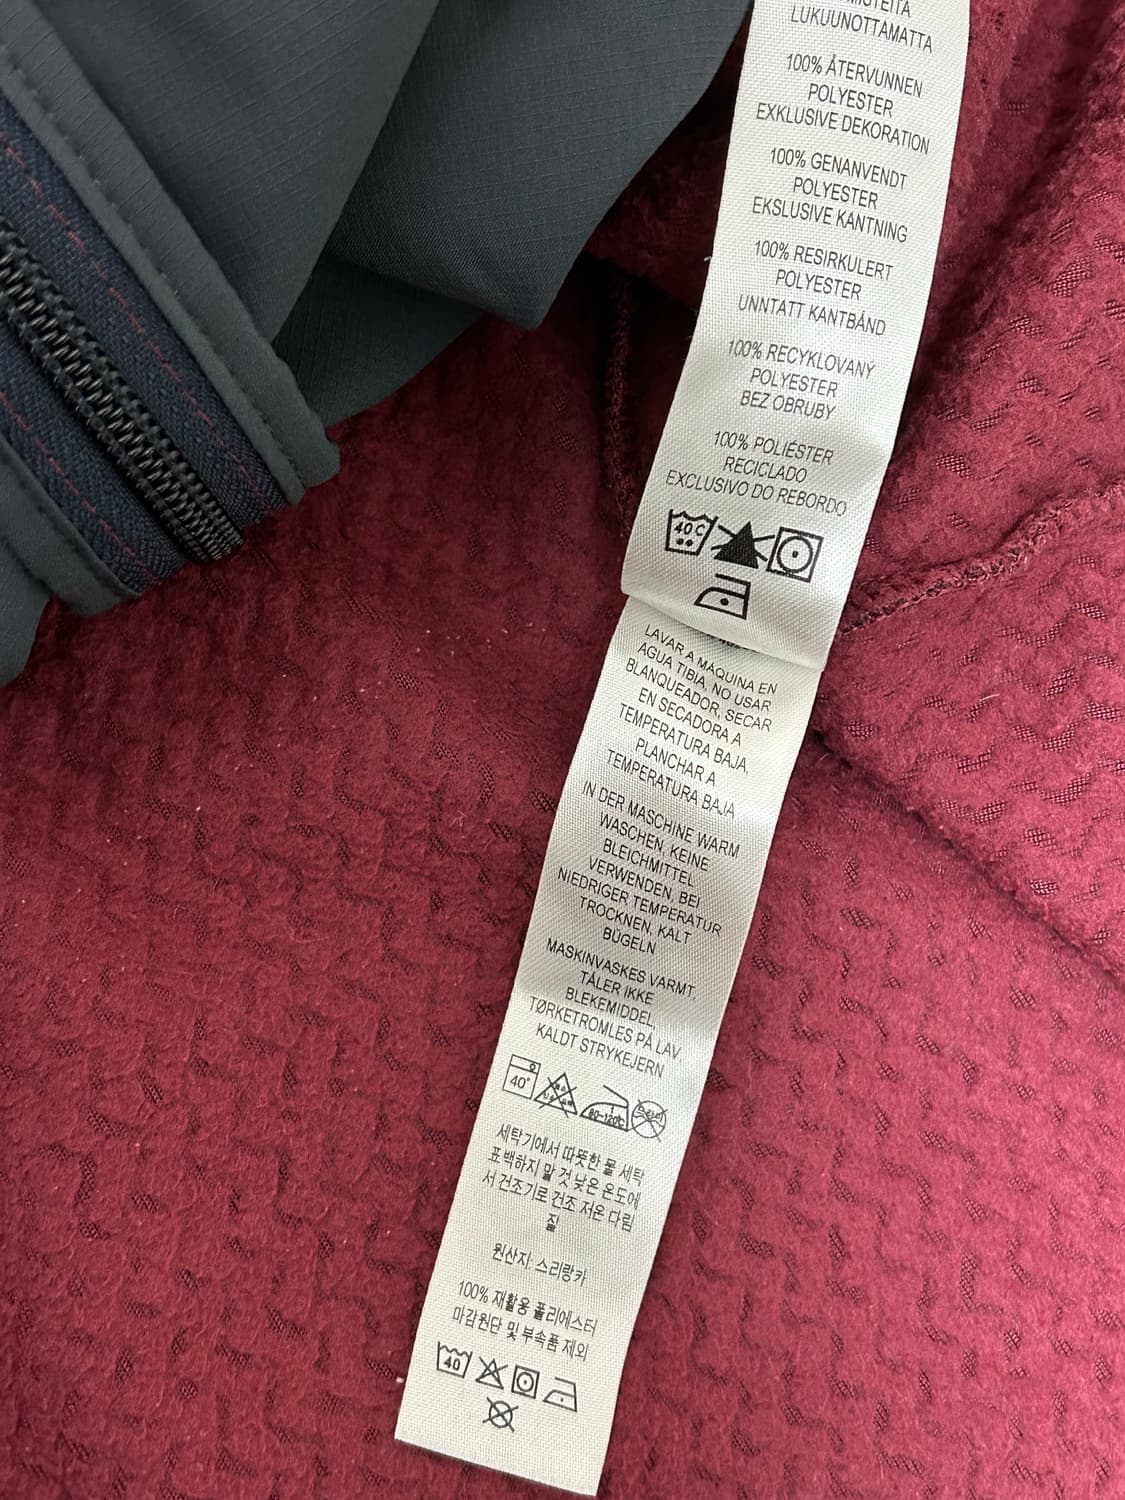 LUKUUNOTTAMATTA
100% ÅTERVUNNEN
POLYESTER
EXKLUSIVE DEKORATION
100% GENANVENDT
POLYESTER
EKSLUSIVE KANTNING
100% RESIRKULERT
POLYESTER
UNNTATT KANTBÅND
100% RECYKLOVANÝ
POLYESTER
BEZ OBRUBY
100% POLIÉSTER
RECICLADO
EXCLUSIVO DO REBORDO
40 C
LAVAR A MÁQUINA EN
AGUA TIBIA, NO USAR
BLANQUEADOR, SECAR
EN SECADORA A
TEMPERATURA BAJA,
PLANCHAR A
TEMPERATURA BAJA
IN DER MASCHINE WARM
WASCHEN, KEINE
BLEICHMITTEL
VERWENDEN, BEI
NIEDRIGER TEMPERATUR
TROCKNEN, KALT
BÜGELN
MASKINVASKES VARMT,
TÅLER IKKE
BLEKEMIDDEL,
TØRKETROMLES PÅ LAV
KALDT STRYKEJERN
40° 80~120℃ 드라이
세탁기에서 따뜻한 물 세탁
표백하지 말 것 낮은 온도에
서 건조기로 건조 저온 다림
질
원산지: 스리랑카
100% 재활용 폴리에스터
마감원단 및 부속품 제외
40